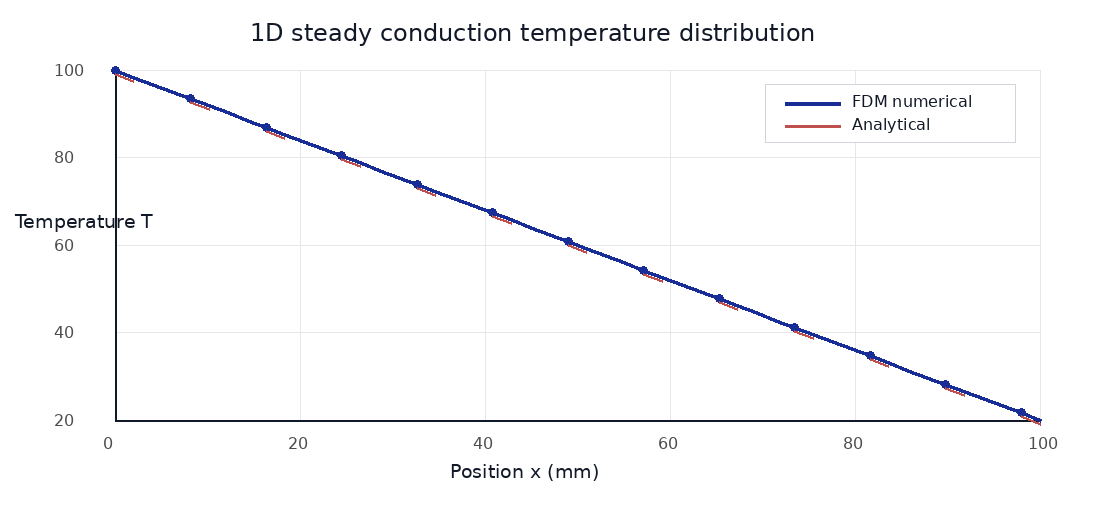 1D steady conduction temperature distribution
100
FDM numerical
Analytical
80
Temperature T
60
40
20
0 20 40 60 80 100
Position x (mm)